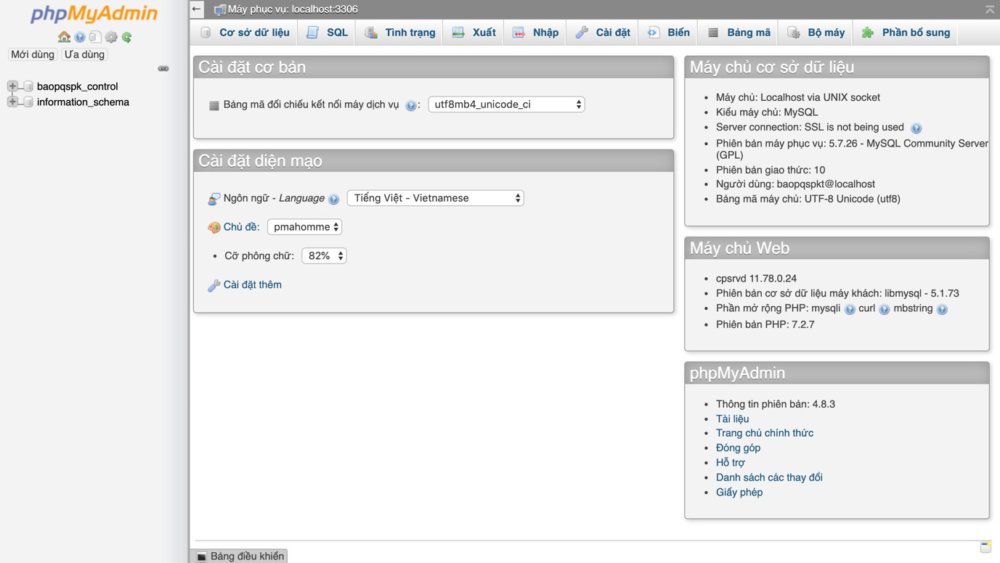 phpMyAdmin
Mới dùng Ưa dùng
baopqspk_control
information_schema
Máy phục vụ: localhost:3306
Cơ sở dữ liệu SQL Tình trạng Xuất Nhập Cài đặt Biến Bảng mã Bộ máy Phần bổ sung
Cài đặt cơ bản
Bảng mã đối chiếu kết nối máy dịch vụ : utf8mb4_unicode_ci
Cài đặt diện mạo
Ngôn ngữ - Language Tiếng Việt - Vietnamese
Chủ đề: pmahomme
Cỡ phông chữ: 82%
Cài đặt thêm
Máy chủ cơ sở dữ liệu
Máy chủ: Localhost via UNIX socket
Kiểu máy chủ: MySQL
Server connection: SSL is not being used
Phiên bản máy phục vụ: 5.7.26 - MySQL Community Server
(GPL)
Phiên bản giao thức: 10
Người dùng: baopqspkt@localhost
Bảng mã máy chủ: UTF-8 Unicode (utf8)
Máy chủ Web
cpsrvd 11.78.0.24
Phiên bản cơ sở dữ liệu máy khách: libmysql - 5.1.73
Phần mở rộng PHP: mysqli curl mbstring
Phiên bản PHP: 7.2.7
phpMyAdmin
Thông tin phiên bản: 4.8.3
Tài liệu
Trang chủ chính thức
Đóng góp
Hỗ trợ
Danh sách các thay đổi
Giấy phép
Bảng điều khiển